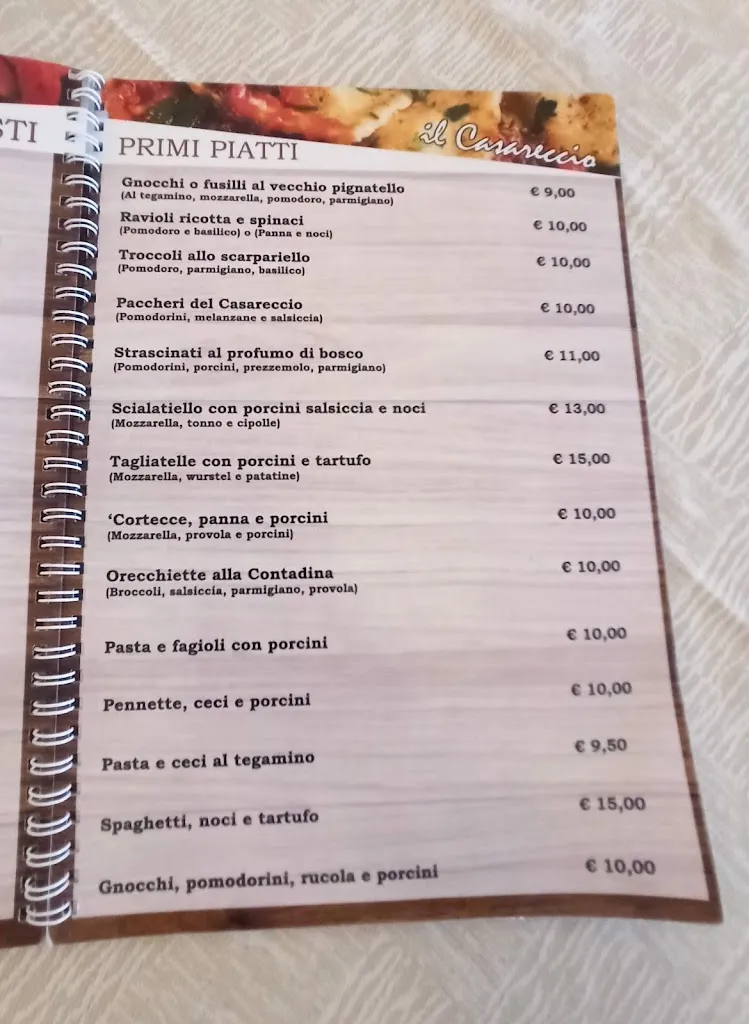 STI
il Casareccio
PRIMI PIATTI
Gnocchi o fusilli al vecchio pignatello € 9,00
(Al tegamino, mozzarella, pomodoro, parmigiano)
Ravioli ricotta e spinaci € 10,00
(Pomodoro e basilico) o (Panna e noci)
Troccoli allo scarpariello € 10,00
(Pomodoro, parmigiano, basilico)
Paccheri del Casareccio € 10,00
(Pomodorini, melanzane e salsiccia)
Strascinati al profumo di bosco € 11,00
(Pomodorini, porcini, prezzemolo, parmigiano)
Scialatiello con porcini salsiccia e noci € 13,00
(Mozzarella, tonno e cipolle)
Tagliatelle con porcini e tartufo € 15,00
(Mozzarella, wurstel e patatine)
‘Cortecce, panna e porcini € 10,00
(Mozzarella, provola e porcini)
Orecchiette alla Contadina € 10,00
(Broccoli, salsiccia, parmigiano, provola)
Pasta e fagioli con porcini € 10,00
Pennette, ceci e porcini € 10,00
Pasta e ceci al tegamino € 9,50
Spaghetti, noci e tartufo € 15,00
Gnocchi, pomodorini, rucola e porcini € 10,00